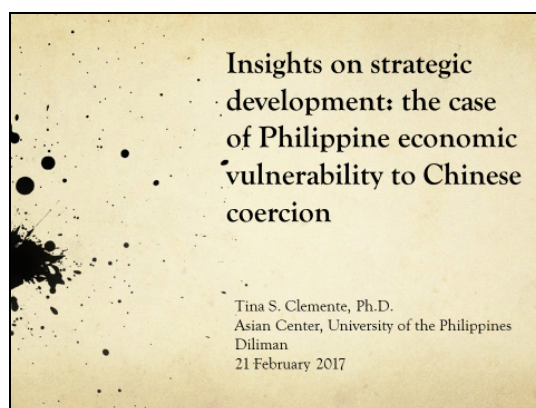 Insights on strategic
development: the case
of Philippine economic
vulnerability to Chinese
coercion
Tina S. Clemente, Ph.D.
Asian Center, University of the Philippines
Diliman
21 February 2017